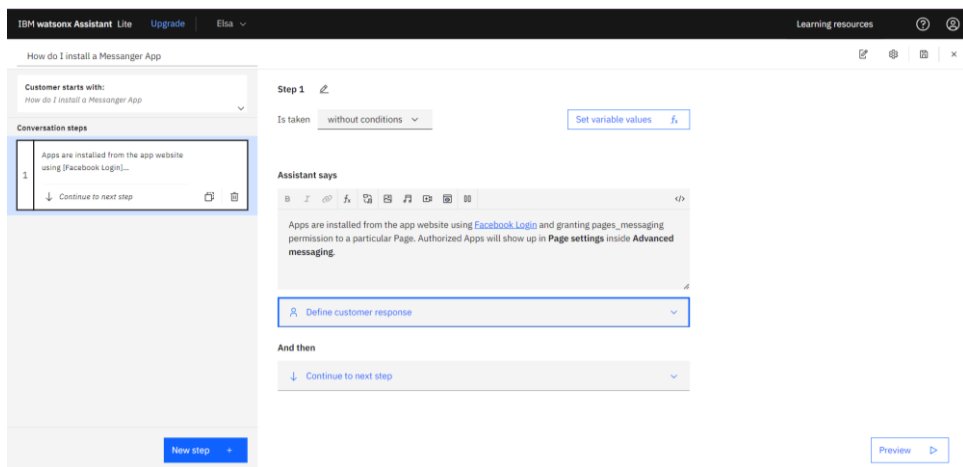 IBM watsonx Assistant Lite Upgrade Elsa Learning resources
How do I install a Messanger App
Customer starts with:
How do I install a Messanger App
Conversation steps
1
Apps are installed from the app website
using [Facebook Login]...
Continue to next step
New step +
Step 1
Is taken without conditions Set variable values fx
Assistant says
B I fx </>
Apps are installed from the app website using Facebook Login and granting pages_messaging
permission to a particular Page. Authorized Apps will show up in Page settings inside Advanced
messaging.
Define customer response
And then
Continue to next step
Preview